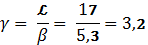 γ = £/β = 17/5,3 = 3,2